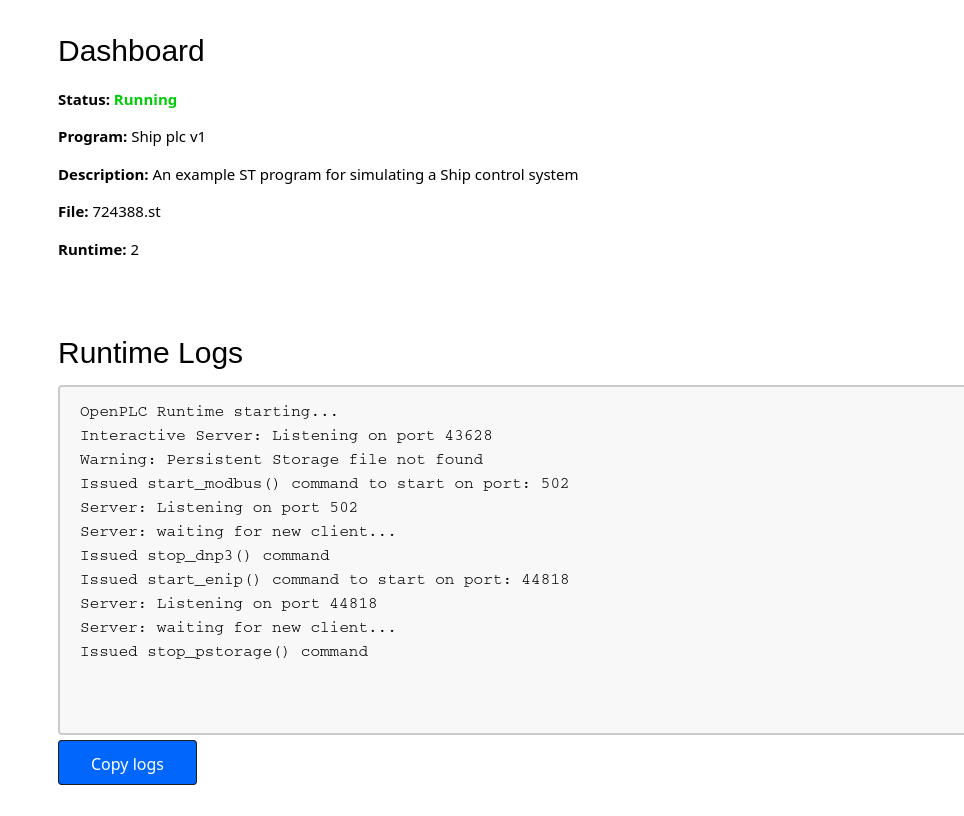 Dashboard
Status: Running
Program: Ship plc v1
Description: An example ST program for simulating a Ship control system
File: 724388.st
Runtime: 2
Runtime Logs
OpenPLC Runtime starting...
Interactive Server: Listening on port 43628
Warning: Persistent Storage file not found
Issued start_modbus() command to start on port: 502
Server: Listening on port 502
Server: waiting for new client...
Issued stop_dnp3() command
Issued start_enip() command to start on port: 44818
Server: Listening on port 44818
Server: waiting for new client...
Issued stop_pstorage() command
Copy logs